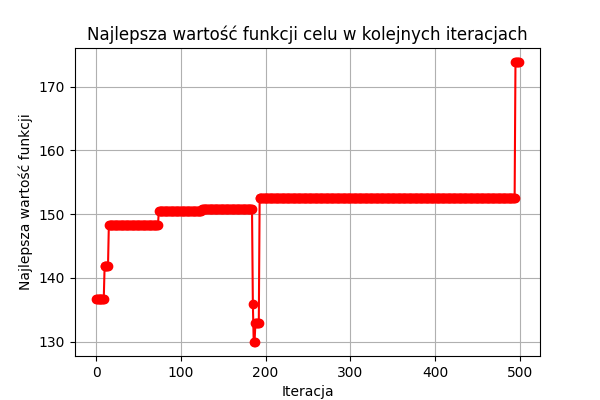 Najlepsza wartość funkcji celu w kolejnych iteracjach
Najlepsza wartość funkcji
170
160
150
140
130
0 100 200 300 400 500
Iteracja